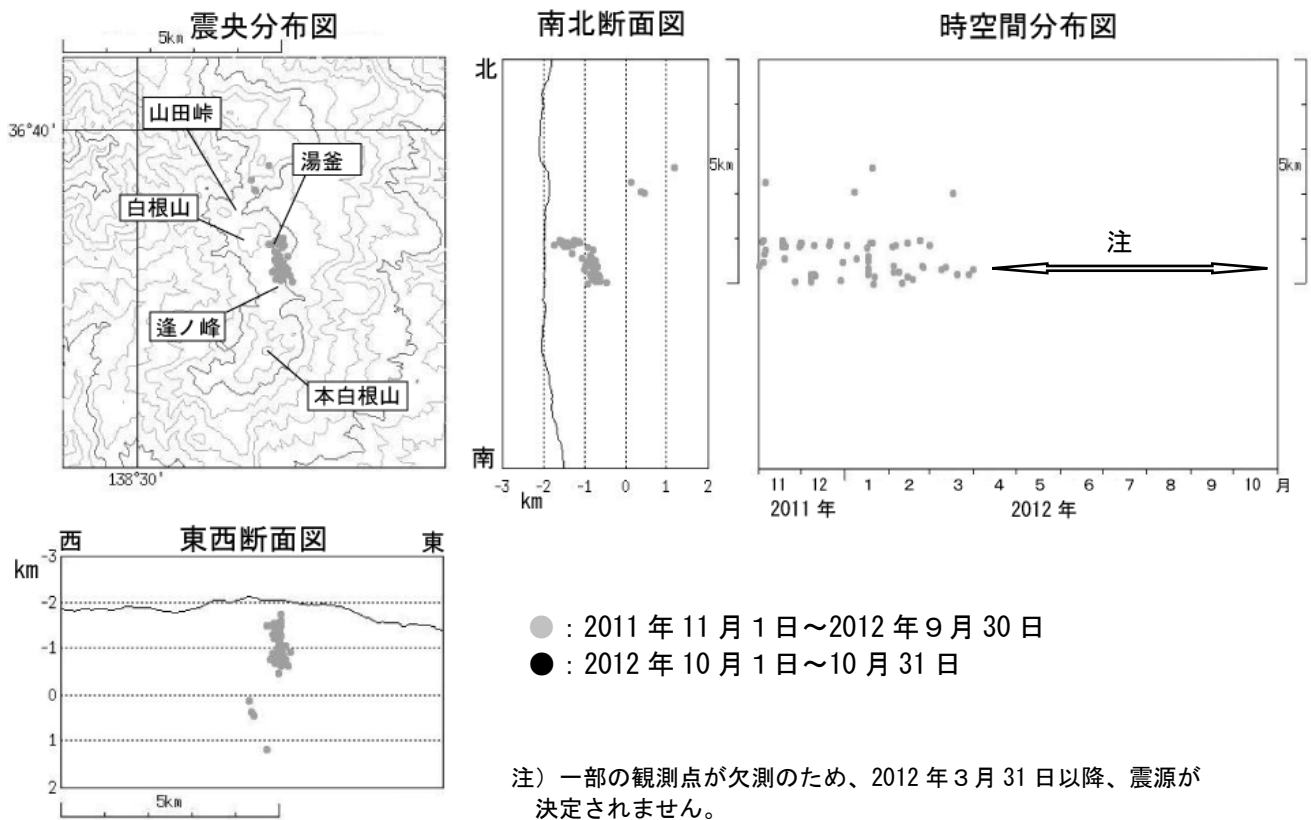 震央分布図
5km
36°40'
山田峠
湯釜
白根山
逢ノ峰
本白根山
138°30'
南北断面図
北
南
-3 -2 -1 0 1 2
km
5km
時空間分布図
注
5km
11 12 1 2 3 4 5 6 7 8 9 10 月
2011 年 2012 年
東西断面図
西 東
km
-3
-2
-1
0
1
2
5km
● : 2011 年 11 月 1 日～2012 年 9 月 30 日
● : 2012 年 10 月 1 日～10 月 31 日
注) 一部の観測点が欠測のため、2012 年 3 月 31 日以降、震源が
決定されません。